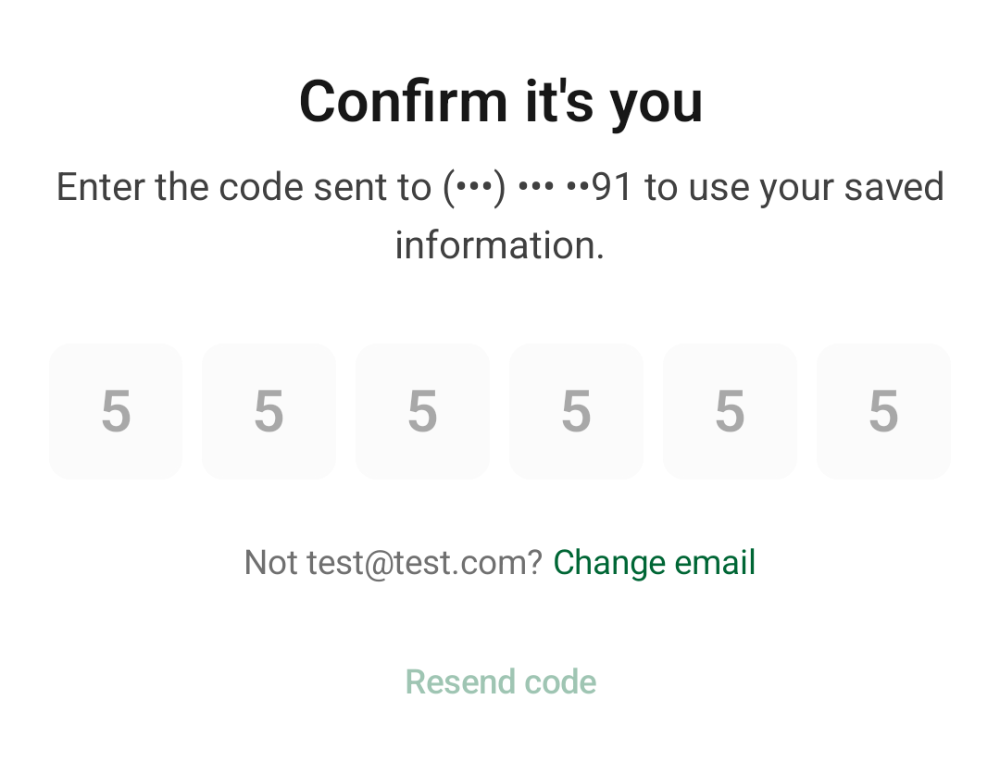 Confirm it's you
Enter the code sent to (•••) ••• ••91 to use your saved
information.
5 5 5 5 5 5
Not test@test.com? Change email
Resend code